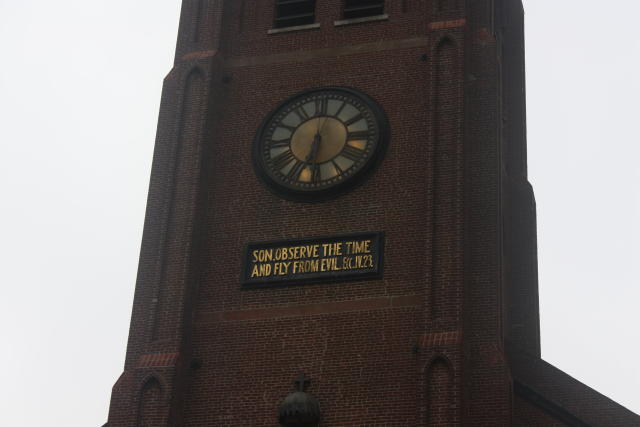 SON. OBSERVE THE TIME
AND FLY FROM EVIL. Ec. IV. 23.